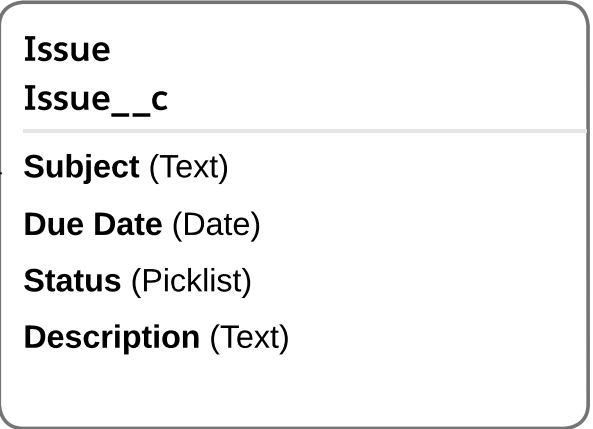 Issue
Issue__c
Subject (Text)
Due Date (Date)
Status (Picklist)
Description (Text)